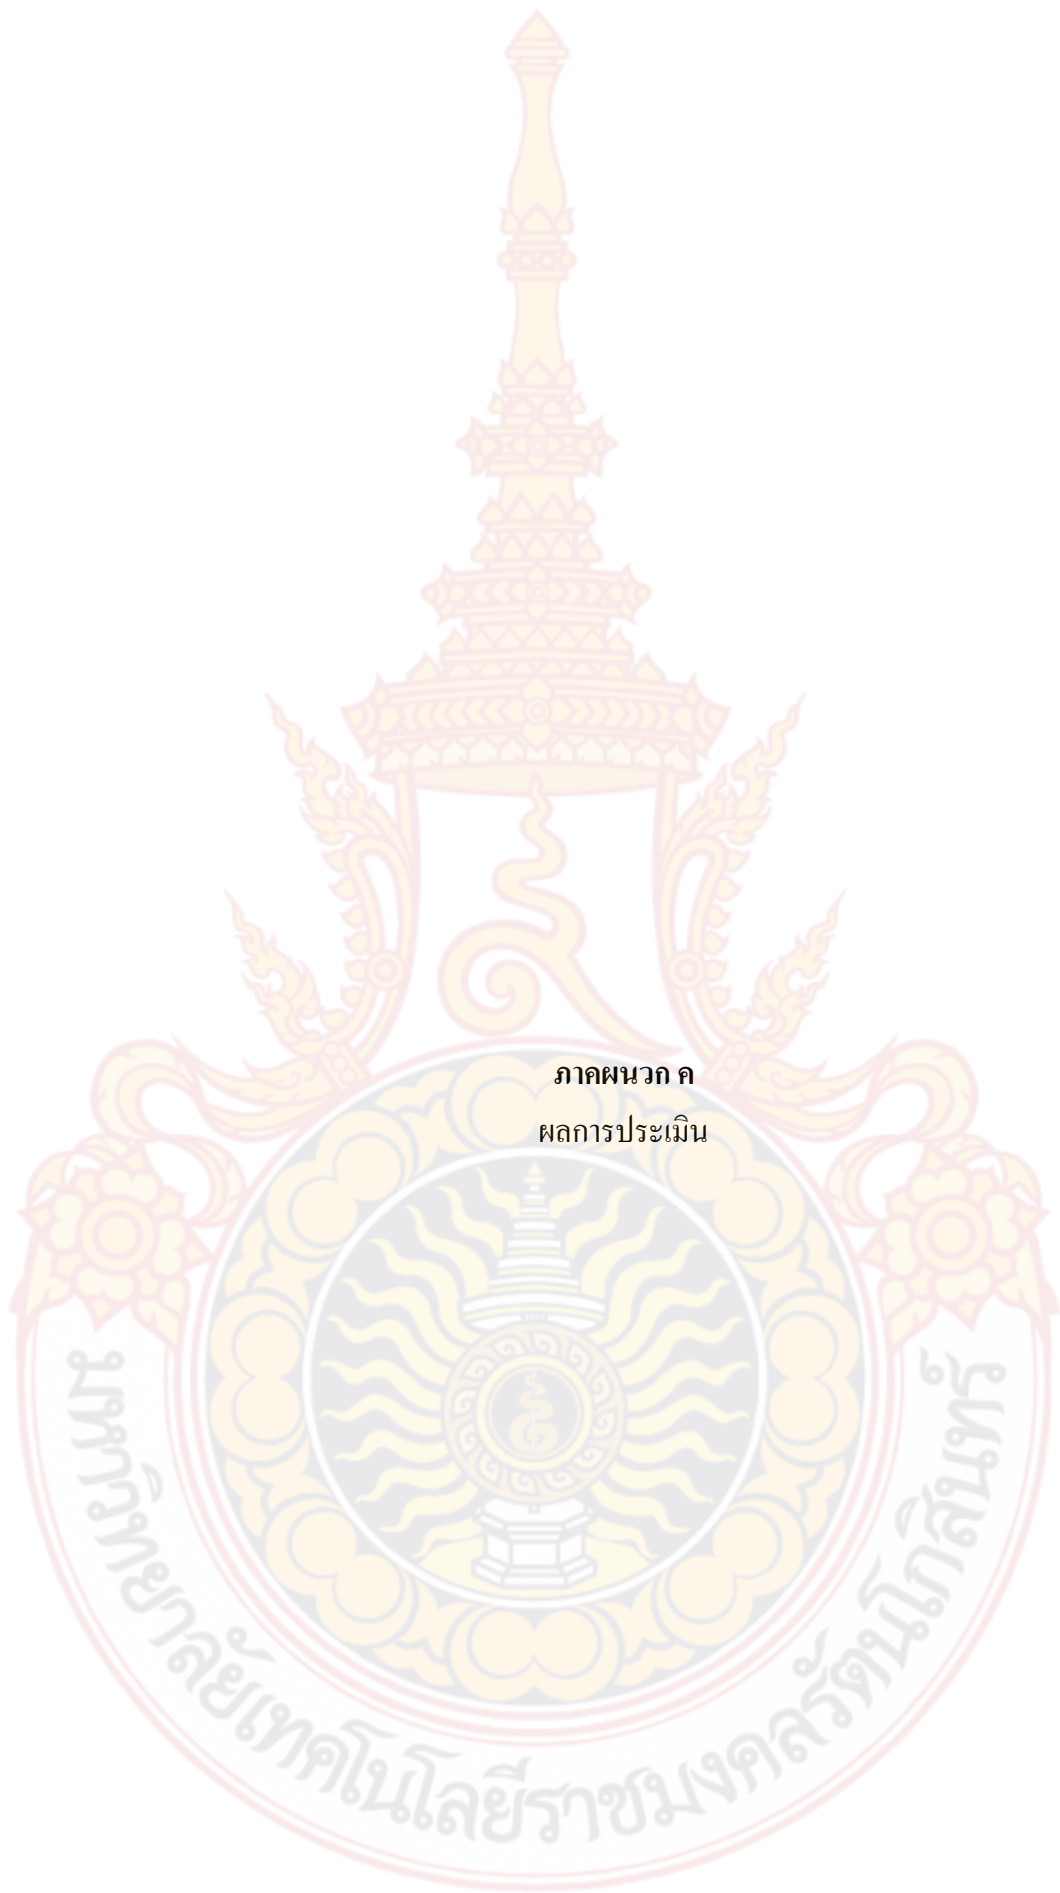 ภาคผนวก ค
ผลการประเมิน
มหาวิทยาลัยเทคโนโลยีราชมงคลรัตนโกสินทร์